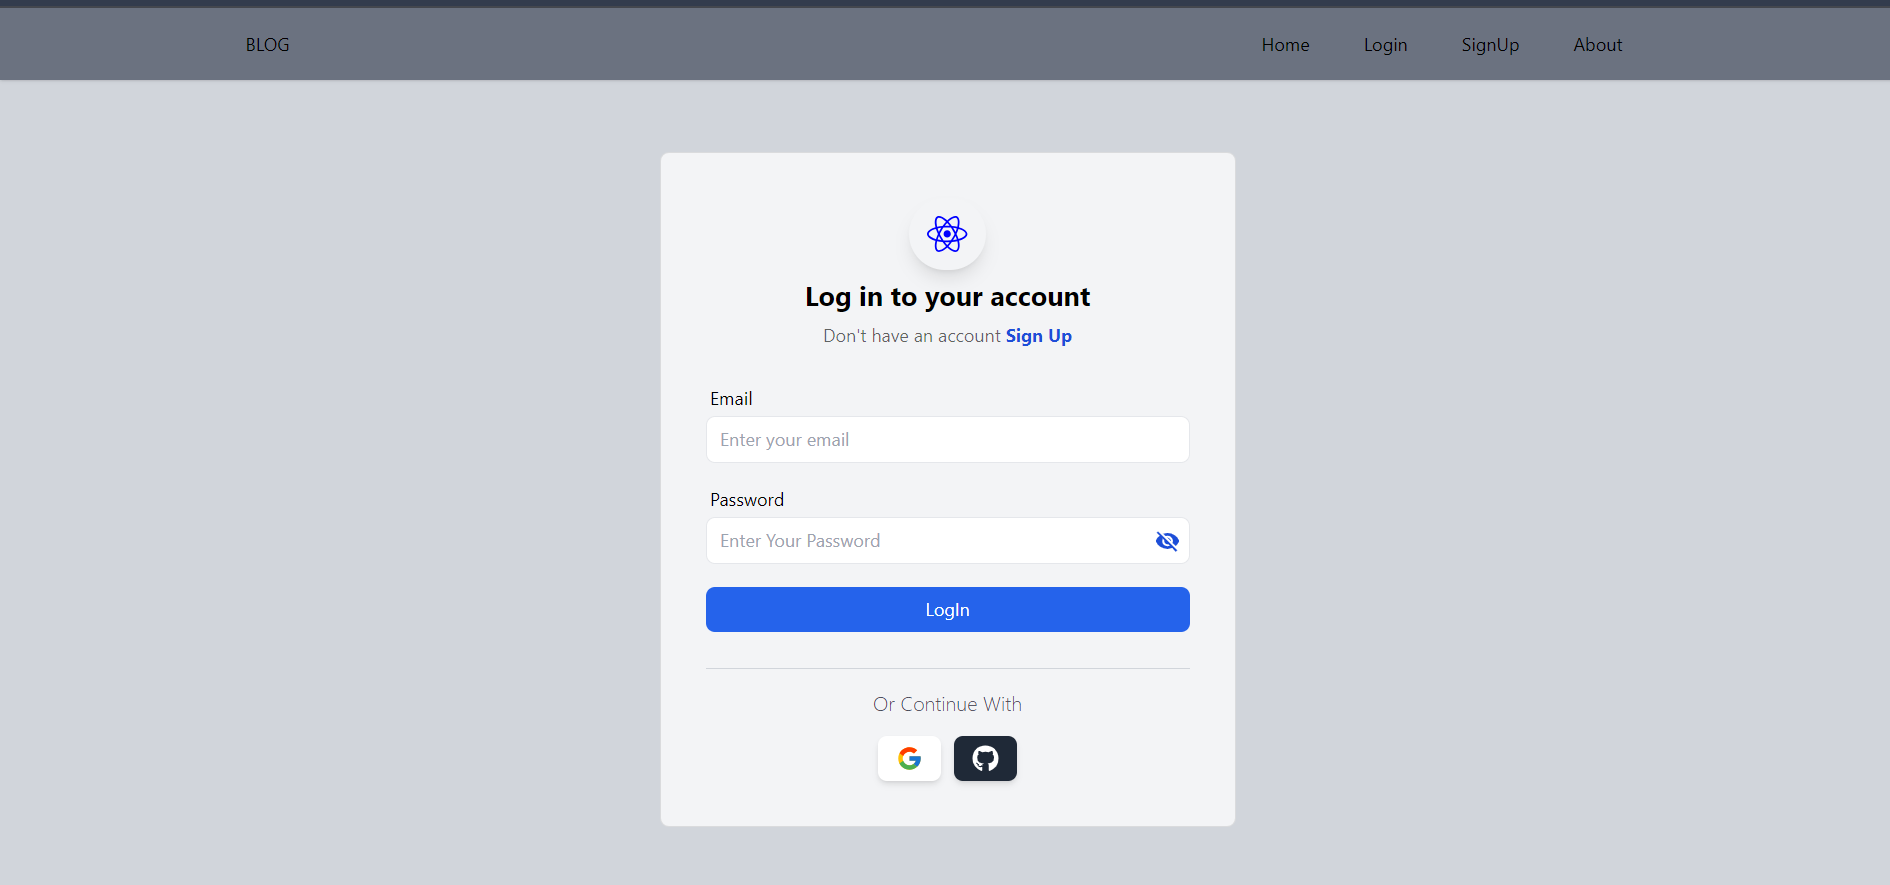 BLOG Home Login SignUp About
Log in to your account
Don't have an account Sign Up
Email
Enter your email
Password
Enter Your Password
LogIn
Or Continue With